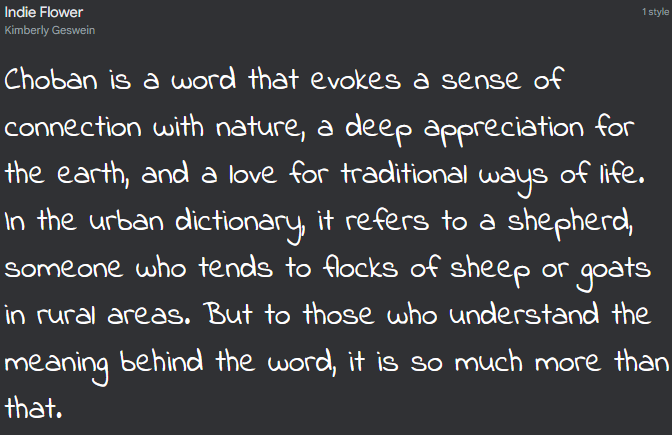 Indie Flower
1 style
Kimberly Geswein
Choban is a word that evokes a sense of
connection with nature, a deep appreciation for
the earth, and a love for traditional ways of life.
In the urban dictionary, it refers to a shepherd,
someone who tends to flocks of sheep or goats
in rural areas. But to those who understand the
meaning behind the word, it is so much more than
that.